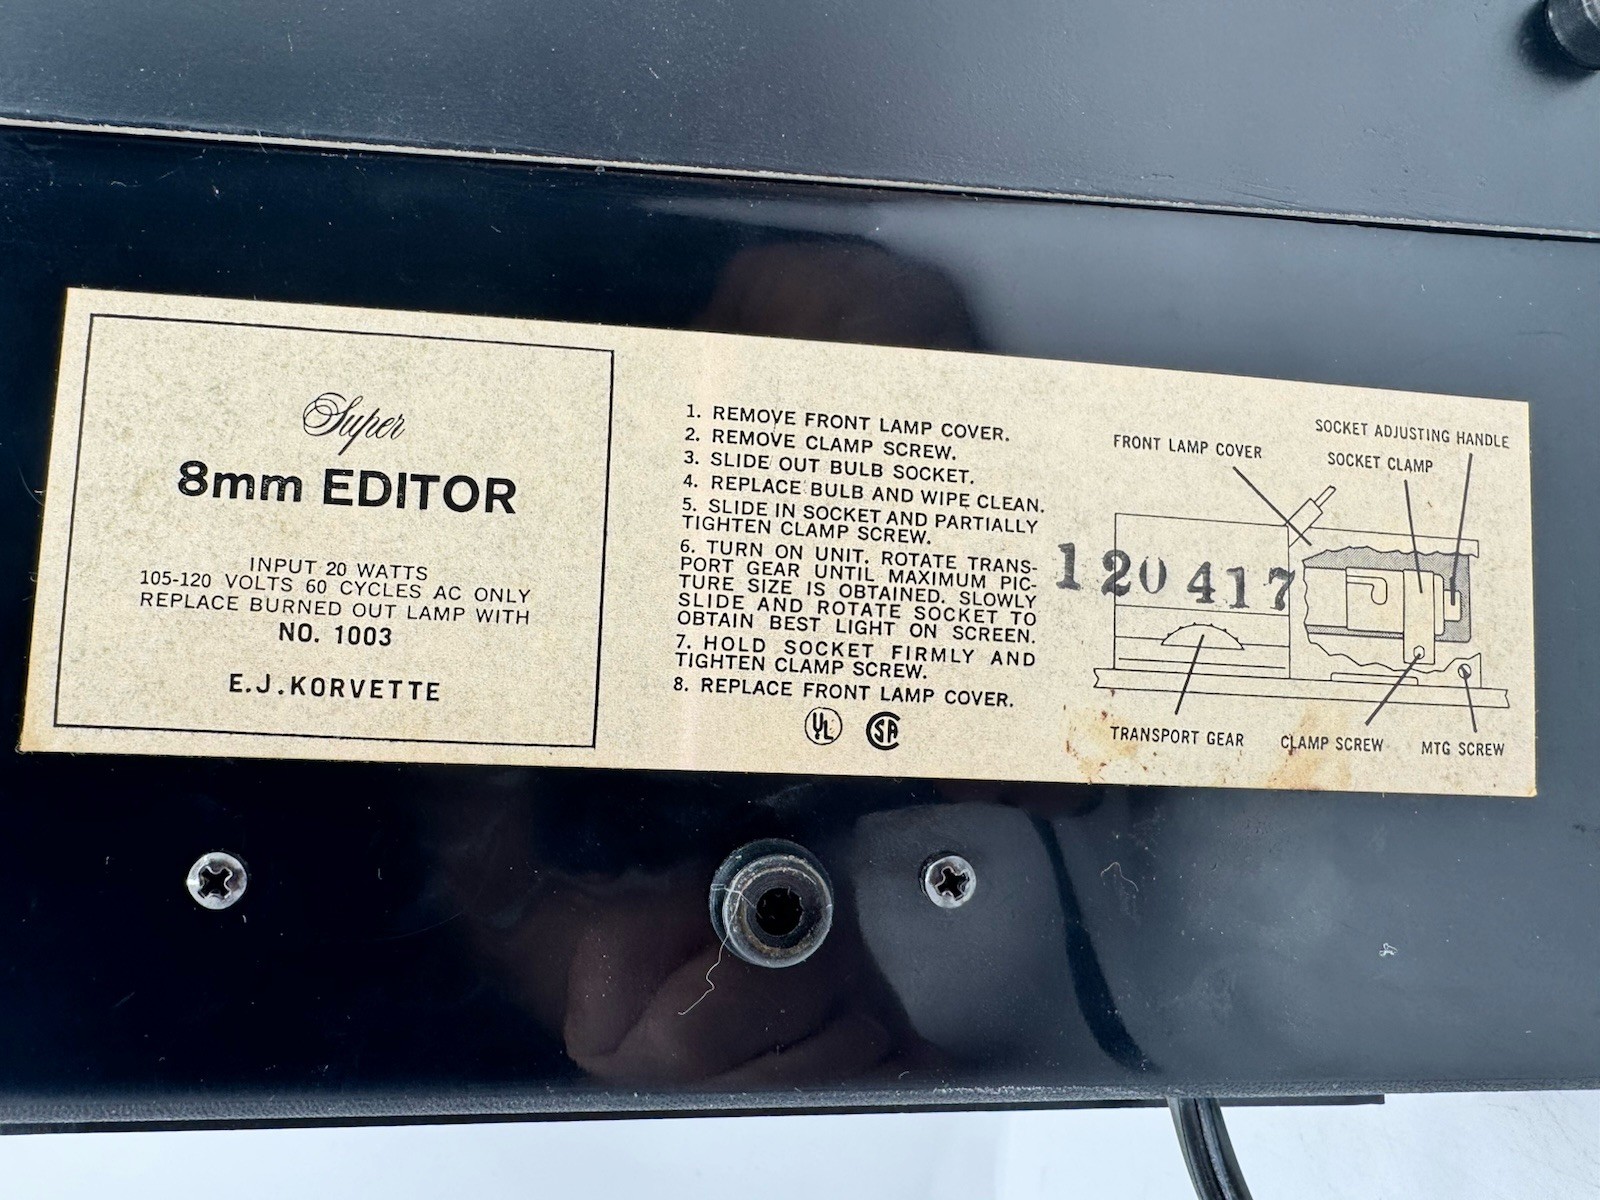 Super
8mm EDITOR
INPUT 20 WATTS
105-120 VOLTS 60 CYCLES AC ONLY
REPLACE BURNED OUT LAMP WITH
NO. 1003
E.J.KORVETTE
1. REMOVE FRONT LAMP COVER.
2. REMOVE CLAMP SCREW.
3. SLIDE OUT BULB SOCKET.
4. REPLACE BULB AND WIPE CLEAN.
5. SLIDE IN SOCKET AND PARTIALLY
TIGHTEN CLAMP SCREW.
6. TURN ON UNIT. ROTATE TRANS-
PORT GEAR UNTIL MAXIMUM PIC-
TURE SIZE IS OBTAINED. SLOWLY
SLIDE AND ROTATE SOCKET TO
OBTAIN BEST LIGHT ON SCREEN.
7. HOLD SOCKET FIRMLY AND
TIGHTEN CLAMP SCREW.
8. REPLACE FRONT LAMP COVER.
UL SA
SOCKET ADJUSTING HANDLE
FRONT LAMP COVER
SOCKET CLAMP
120417
TRANSPORT GEAR
CLAMP SCREW
MTG SCREW